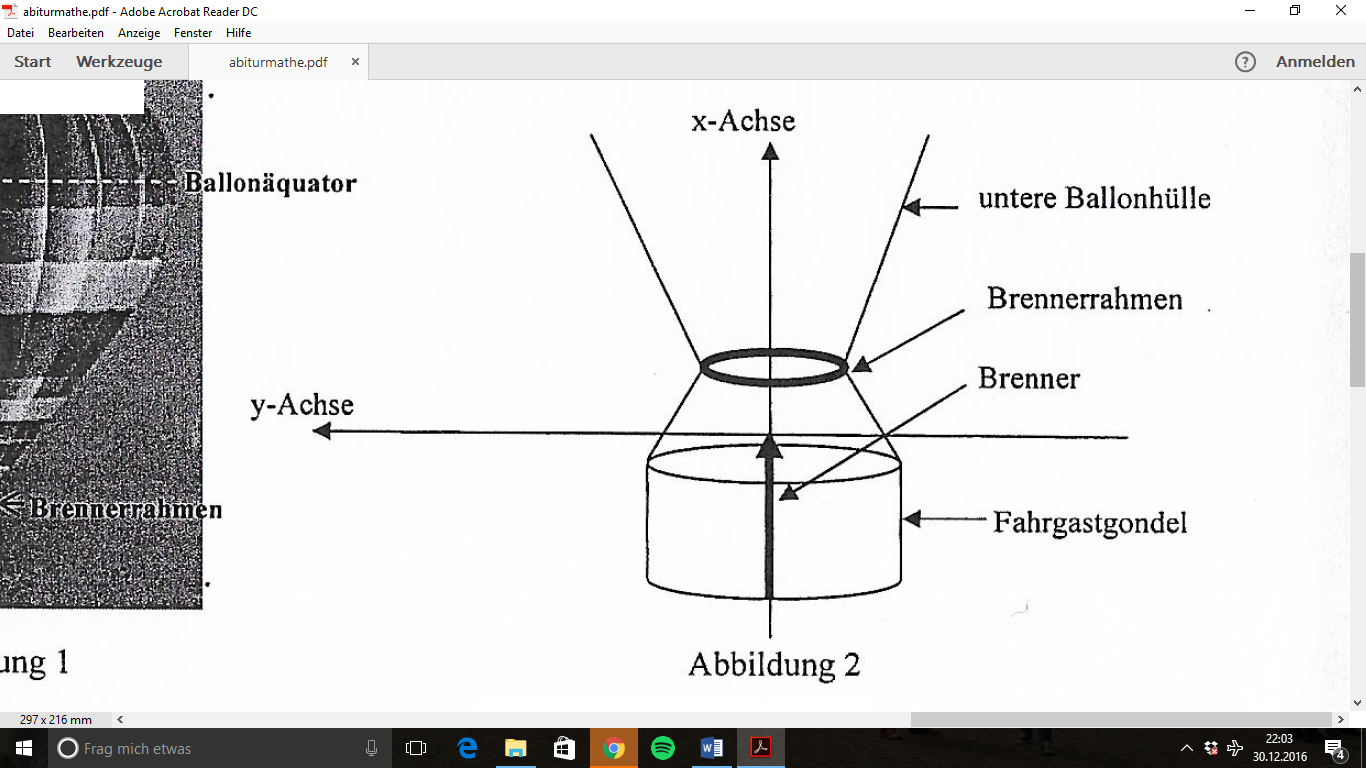 abiturmathe.pdf - Adobe Acrobat Reader DC
Datei Bearbeiten Anzeige Fenster Hilfe
Start Werkzeuge abiturmathe.pdf × ? Anmelden
x-Achse
Ballonäquator
untere Ballonhülle
Brennerrahmen
Brenner
y-Achse
Brennerrahmen
Fahrgastgondel
ung 1
Abbildung 2
297 x 216 mm
Frag mich etwas
22:03
30.12.2016
4